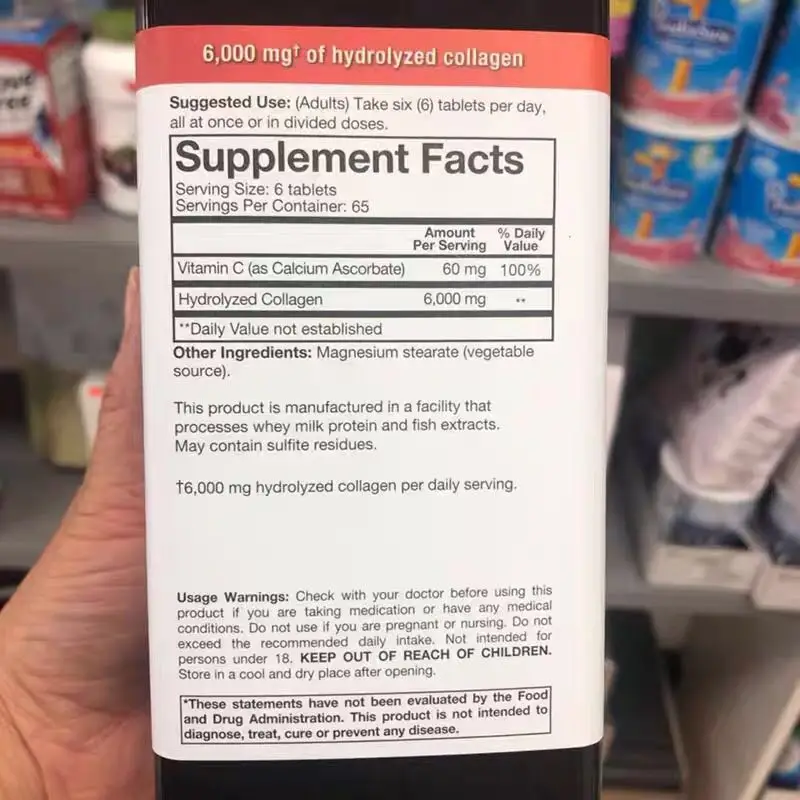 6,000 mg† of hydrolyzed collagen
Suggested Use: (Adults) Take six (6) tablets per day,
all at once or in divided doses.
Supplement Facts
Serving Size: 6 tablets
Servings Per Container: 65
Amount Per Serving % Daily Value
Vitamin C (as Calcium Ascorbate) 60 mg 100%
Hydrolyzed Collagen 6,000 mg **
**Daily Value not established
Other Ingredients: Magnesium stearate (vegetable
source).
This product is manufactured in a facility that
processes whey milk protein and fish extracts.
May contain sulfite residues.
†6,000 mg hydrolyzed collagen per daily serving.
Usage Warnings: Check with your doctor before using this
product if you are taking medication or have any medical
conditions. Do not use if you are pregnant or nursing. Do not
exceed the recommended daily intake. Not intended for
persons under 18. KEEP OUT OF REACH OF CHILDREN.
Store in a cool and dry place after opening.
*These statements have not been evaluated by the Food
and Drug Administration. This product is not intended to
diagnose, treat, cure or prevent any disease.